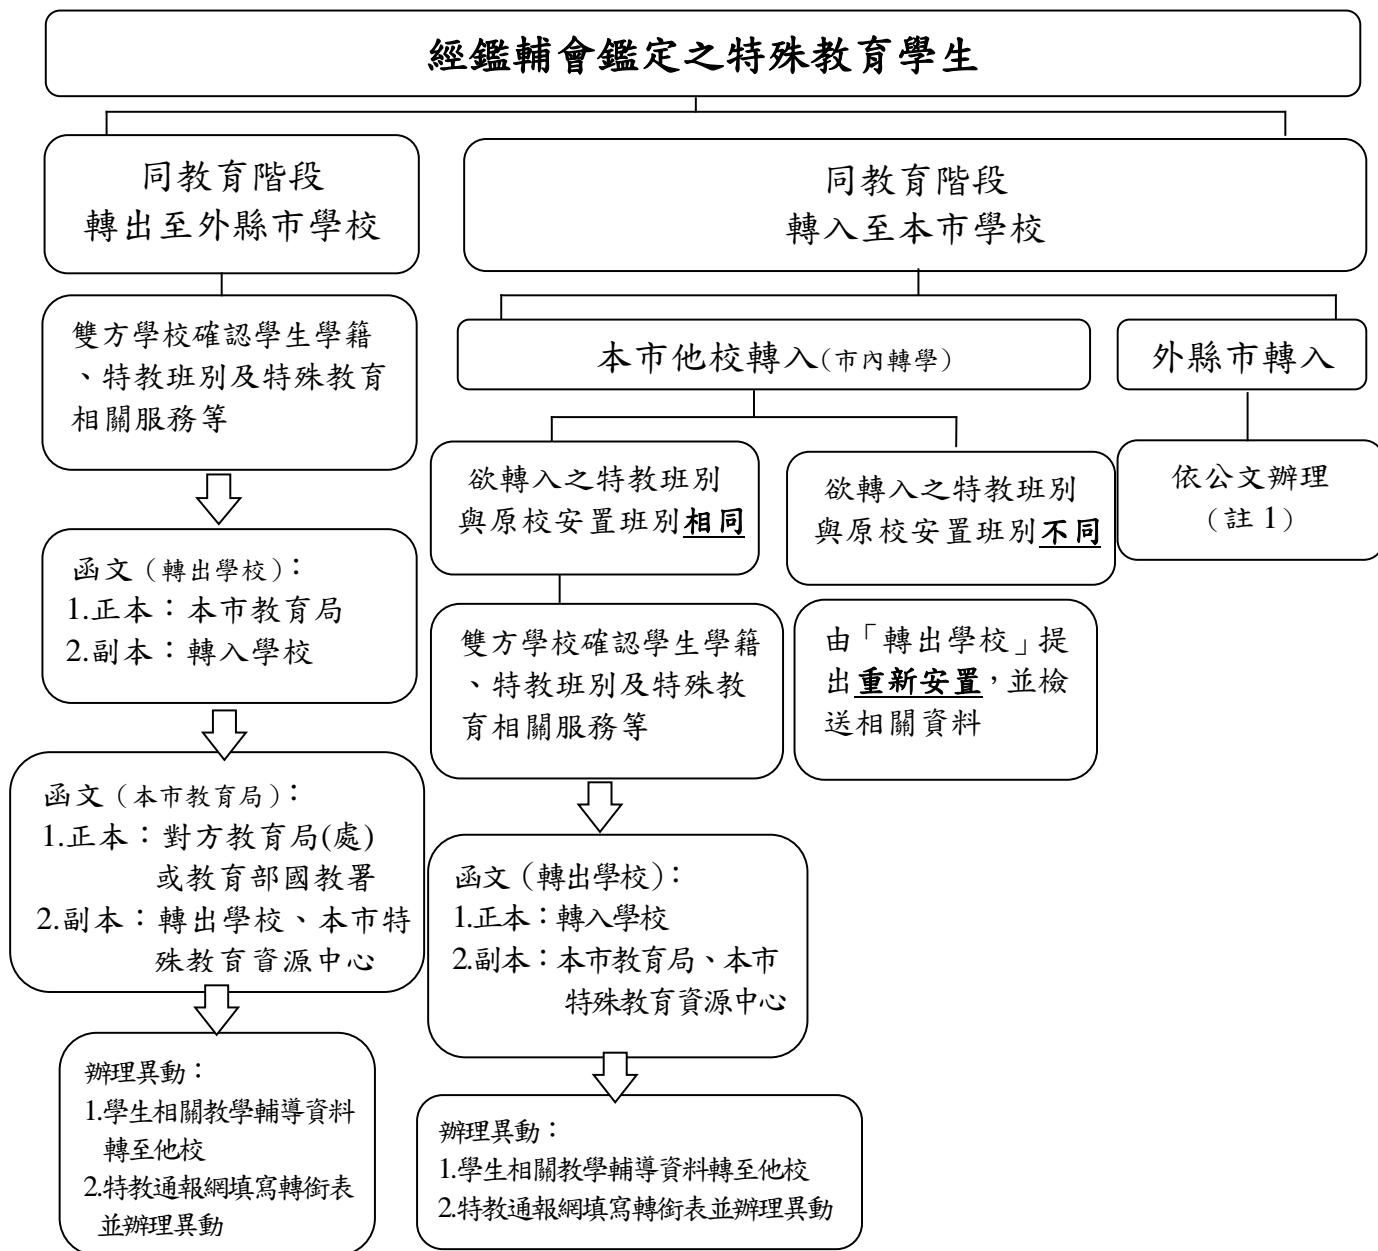 經鑑輔會鑑定之特殊教育學生
同教育階段
轉出至外縣市學校
雙方學校確認學生學籍
、特教班別及特殊教育
相關服務等
函文（轉出學校）：
1.正本：本市教育局
2.副本：轉入學校
函文（本市教育局）：
1.正本：對方教育局(處)
或教育部國教署
2.副本：轉出學校、本市特
殊教育資源中心
辦理異動：
1.學生相關教學輔導資料
轉至他校
2.特教通報網填寫轉銜表
並辦理異動
同教育階段
轉入至本市學校
本市他校轉入（市內轉學）
欲轉入之特教班別
與原校安置班別相同
雙方學校確認學生學籍
、特教班別及特殊教
育相關服務等
函文（轉出學校）：
1.正本：轉入學校
2.副本：本市教育局、本市
特殊教育資源中心
辦理異動：
1.學生相關教學輔導資料轉至他校
2.特教通報網填寫轉銜表並辦理異動
欲轉入之特教班別
與原校安置班別不同
由「轉出學校」提
出重新安置，並檢
送相關資料
外縣市轉入
依公文辦理
（註 1）